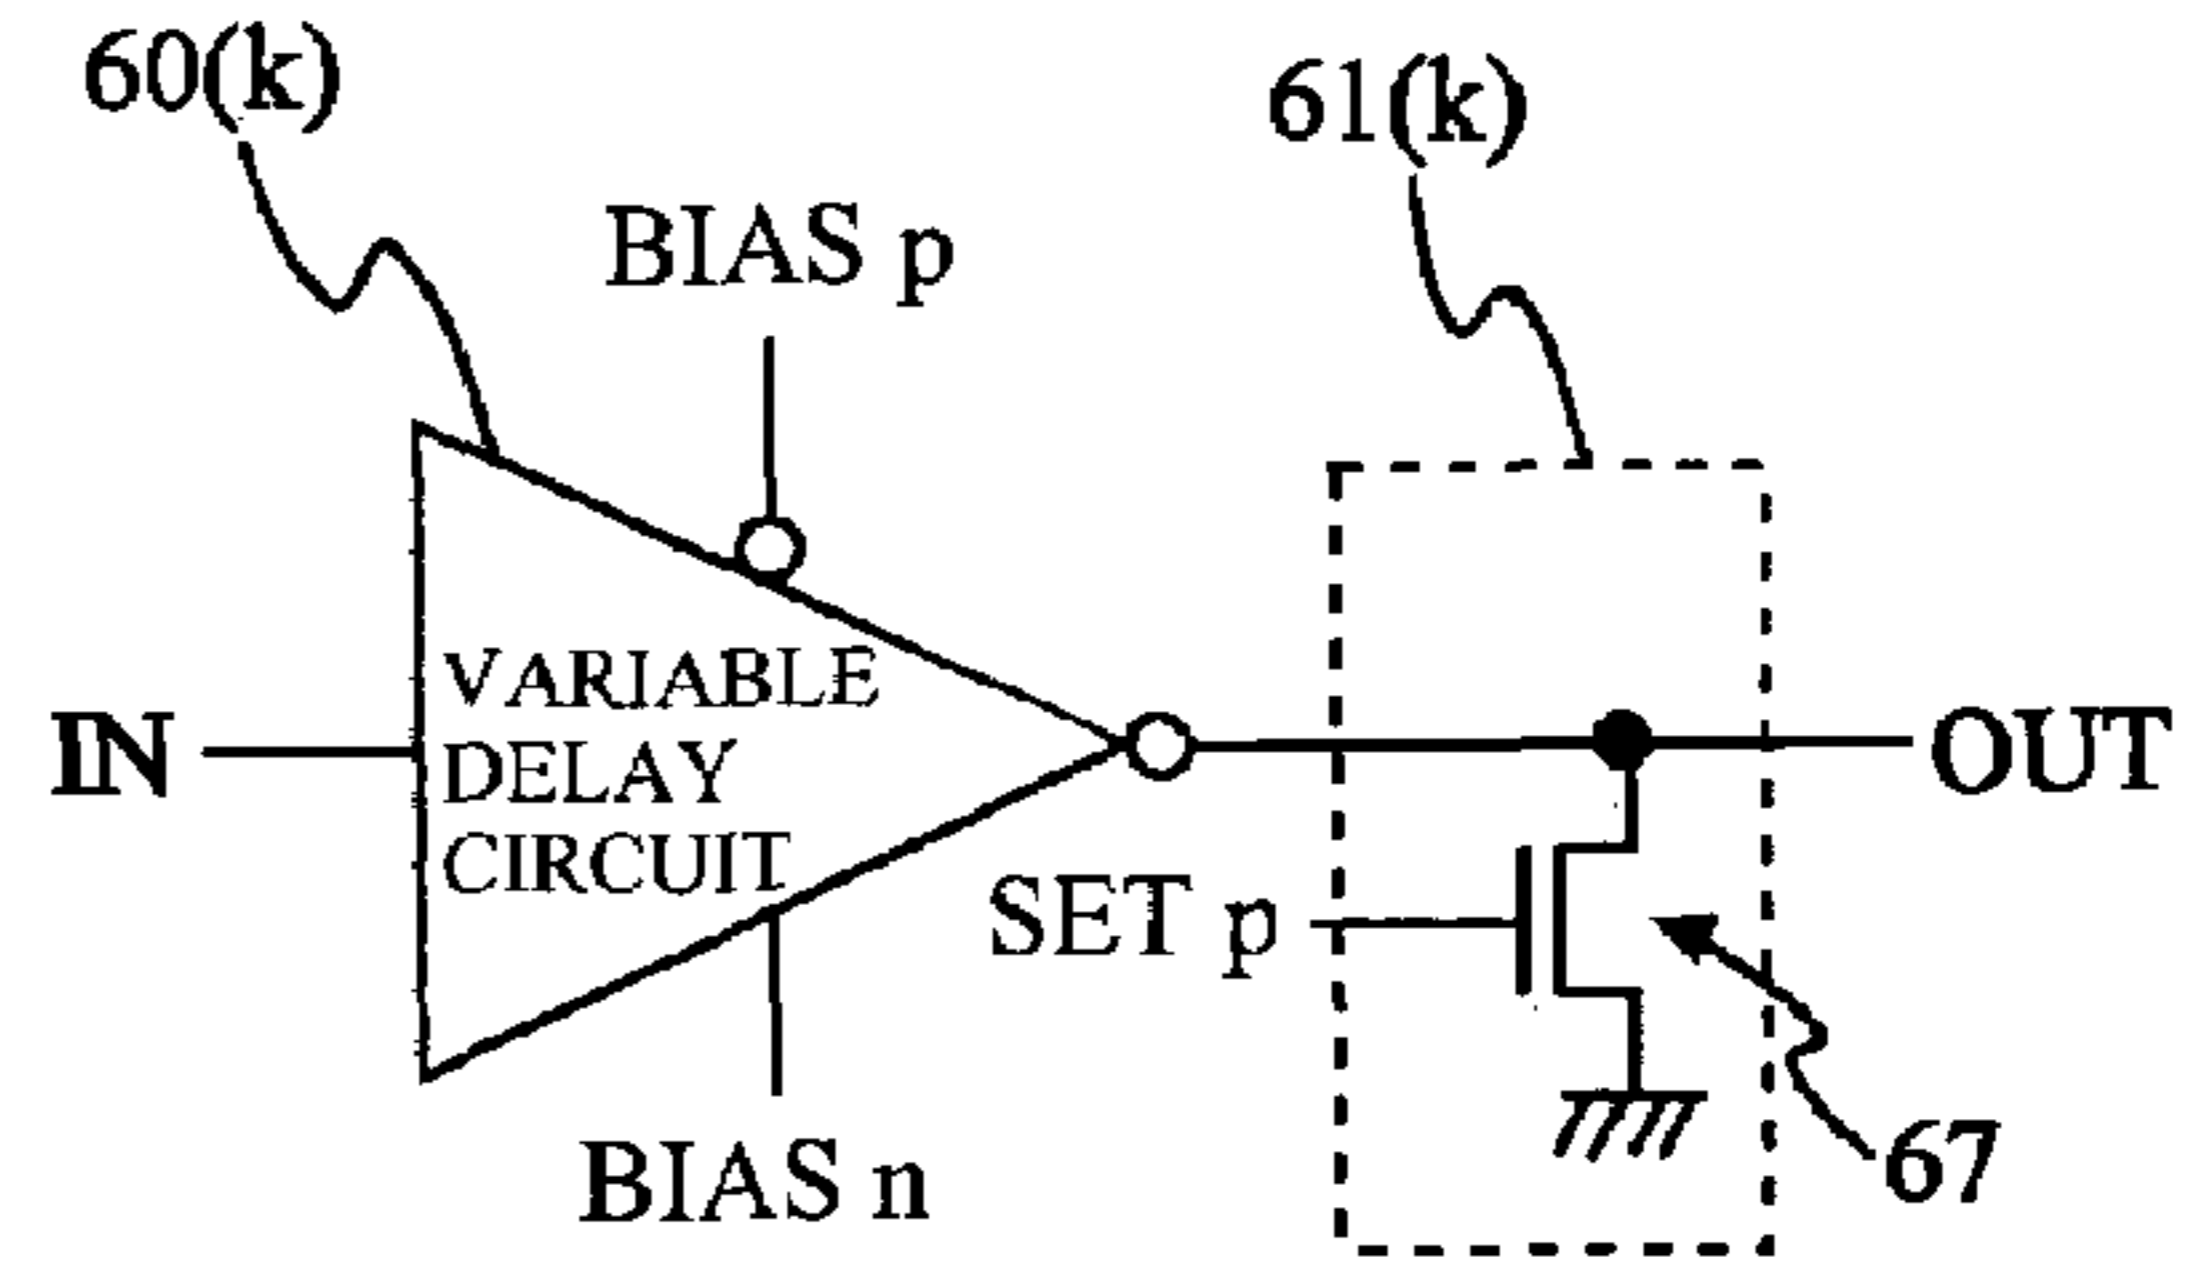 60(k)
61(k)
BIAS p
VARIABLE
DELAY
CIRCUIT
IN
OUT
SET p
BIAS n
67